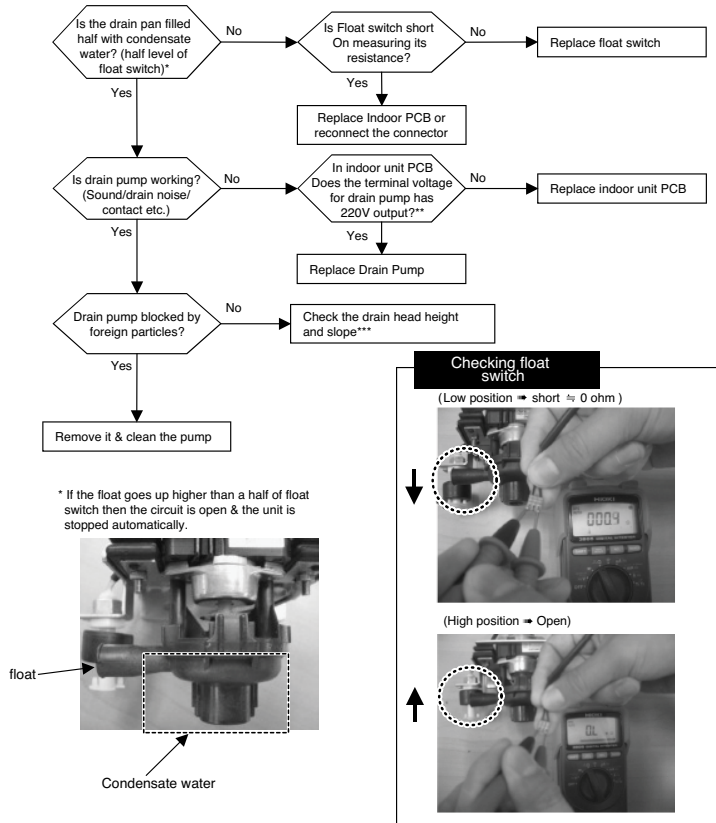 Is the drain pan filled
half with condensate
water? (half level of
float switch)*
No
Is Float switch short
On measuring its
resistance?
No
Replace float switch
Yes
Yes
Replace Indoor PCB or
reconnect the connector
Is drain pump working?
(Sound/drain noise/
contact etc.)
No
In indoor unit PCB
Does the terminal voltage
for drain pump has
220V output?**
No
Replace indoor unit PCB
Yes
Yes
Replace Drain Pump
Drain pump blocked by
foreign particles?
No
Check the drain head height
and slope***
Yes
Remove it & clean the pump
* If the float goes up higher than a half of float
switch then the circuit is open & the unit is
stopped automatically.
float
Condensate water
Checking float
switch
(Low position ➠ short ≒ 0 ohm )
HIOKI
000.4
(High position ➠ Open)
HIOKI
O.L